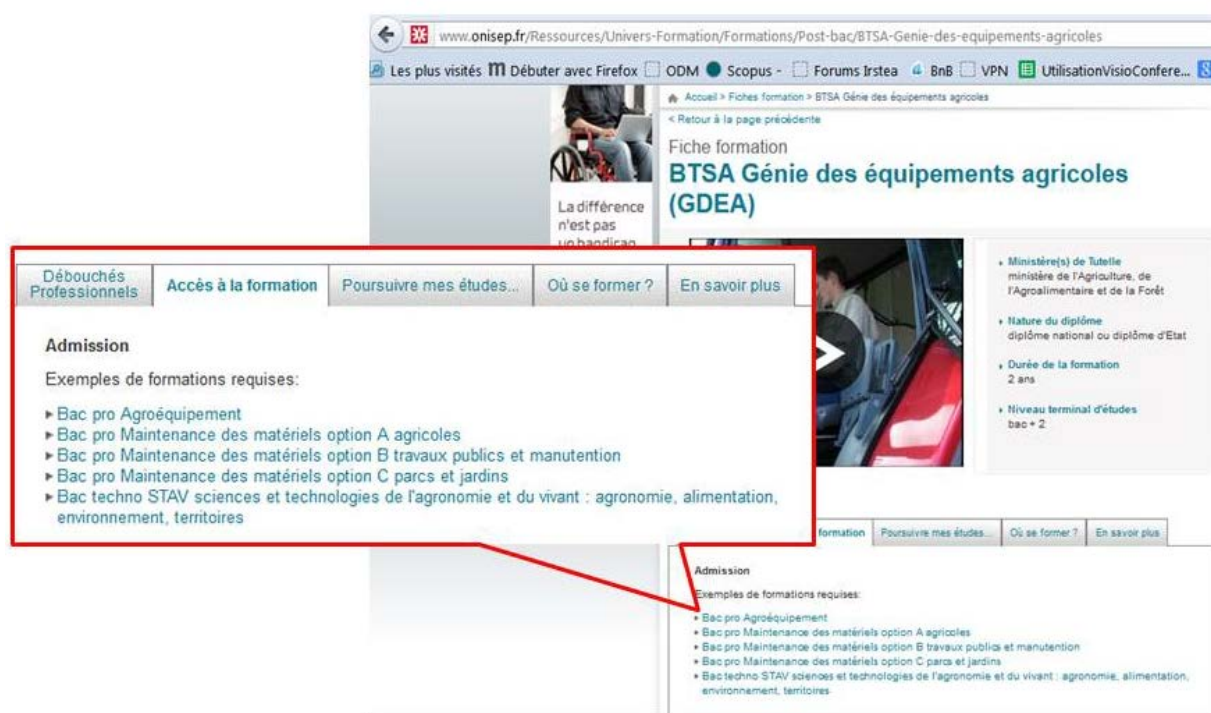 www.onisep.fr/Ressources/Univers-Formation/Formations/Post-bac/BTSA-Genie-des-equipements-agricoles
Les plus visités Débuter avec Firefox ODM Scopus - Forums Irstea BnB VPN UtilisationVisioConfere...
Accueil > Fiches formation > BTSA Génie des équipements agricoles
< Retour à la page précédente
Fiche formation
BTSA Génie des équipements agricoles
(GDEA)
La différence
n'est pas
un handicap
Ministère(s) de Tutelle
ministère de l'Agriculture, de
l'Agroalimentaire et de la Forêt
Nature du diplôme
diplôme national ou diplôme d'Etat
Durée de la formation
2 ans
Niveau terminal d'études
bac + 2
Débouchés
Professionnels
Accès à la formation
Poursuivre mes études...
Où se former ?
En savoir plus
Admission
Exemples de formations requises:
Bac pro Agroéquipement
Bac pro Maintenance des matériels option A agricoles
Bac pro Maintenance des matériels option B travaux publics et manutention
Bac pro Maintenance des matériels option C parcs et jardins
Bac techno STAV sciences et technologies de l'agronomie et du vivant : agronomie, alimentation,
environnement, territoires
formation
Poursuivre mes études...
Où se former ?
En savoir plus
Admission
Exemples de formations requises:
Bac pro Agroéquipement
Bac pro Maintenance des matériels option A agricoles
Bac pro Maintenance des matériels option B travaux publics et manutention
Bac pro Maintenance des matériels option C parcs et jardins
Bac techno STAV sciences et technologies de l'agronomie et du vivant : agronomie, alimentation,
environnement, territoires